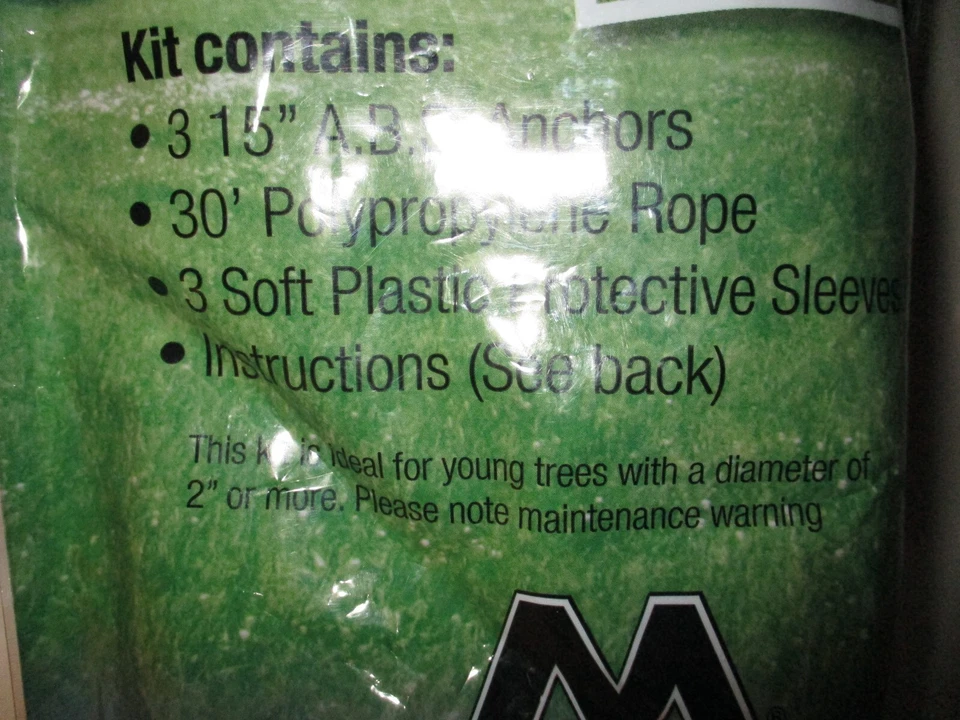 Kit contains:
• 3 15” A.B.S. Anchors
• 30’ Polypropylene Rope
• 3 Soft Plastic Protective Sleeves
• Instructions (See back)
This kit is ideal for young trees with a diameter of
2” or more. Please note maintenance warning
M